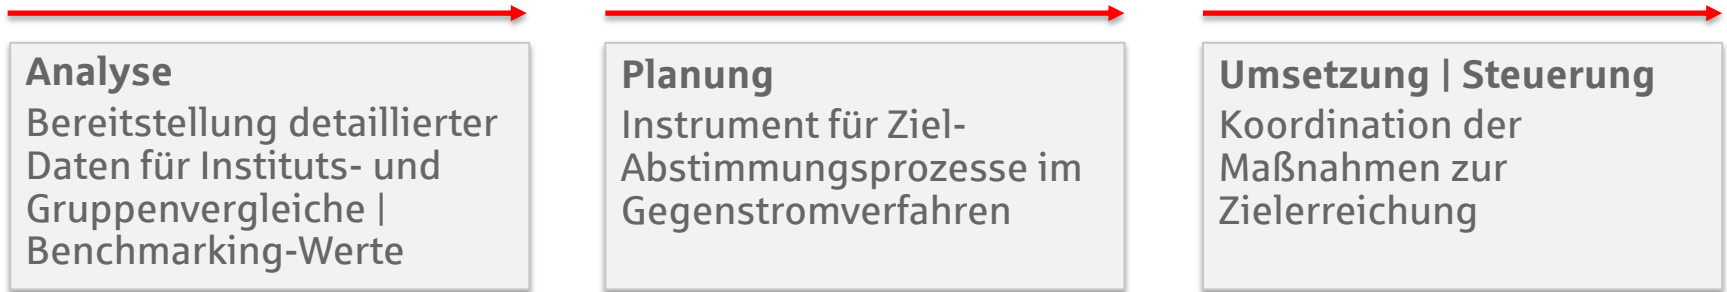 Analyse
Bereitstellung detaillierter
Daten für Instituts- und
Gruppenvergleiche |
Benchmarking-Werte
Planung
Instrument für Ziel-
Abstimmungsprozesse im
Gegenstromverfahren
Umsetzung | Steuerung
Koordination der
Maßnahmen zur
Zielerreichung